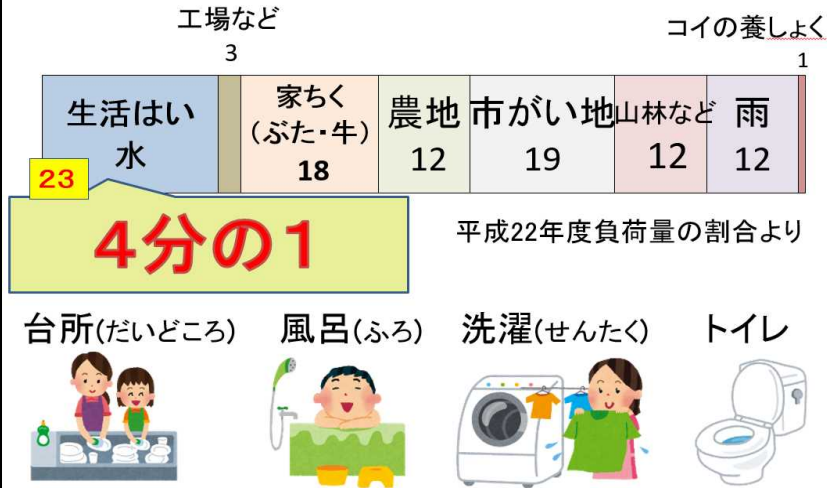 工場など
3
コイの養しょく
1
生活はい
水
23
家ちく
(ぶた・牛)
18
農地
12
市がい地
19
山林など
12
雨
12
4分の1
平成22年度負荷量の割合より
台所(だいどころ)
風呂(ふろ)
洗濯(せんたく)
トイレ